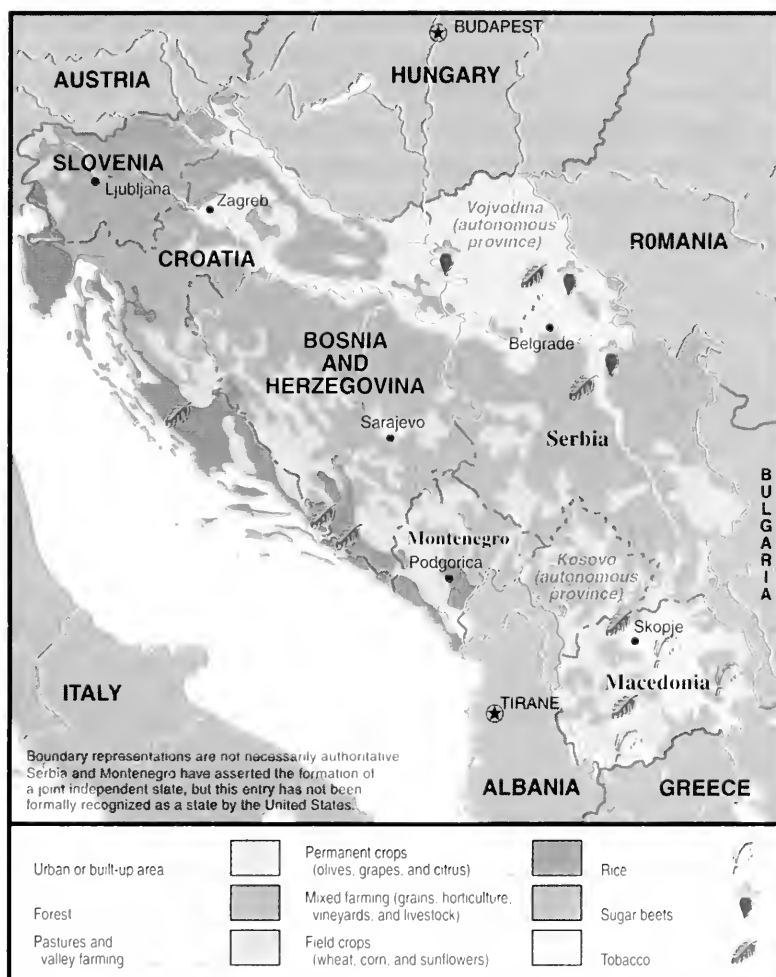 BUDAPEST
AUSTRIA
HUNGARY
SLOVENIA
Ljubljana
Zagreb
Vojvodina
(autonomous
province)
ROMANIA
CROATIA
BOSNIA
AND
HERZEGOVINA
Belgrade
Sarajevo
Serbia
BULGARIA
Montenegro
Podgorica
Kosovo
(autonomous
province)
Skopje
ITALY
TIRANE
Macedonia
Boundary representations are not necessarily authoritative
Serbia and Montenegro have asserted the formation of
a joint independent state, but this entry has not been
formally recognized as a state by the United States.
ALBANIA
GREECE
Urban or built-up area
Forest
Pastures and
valley farming
Permanent crops
(olives, grapes, and citrus)
Mixed farming (grains, horticulture,
vineyards, and livestock)
Field crops
(wheat, corn, and sunflowers)
Rice
Sugar beets
Tobacco